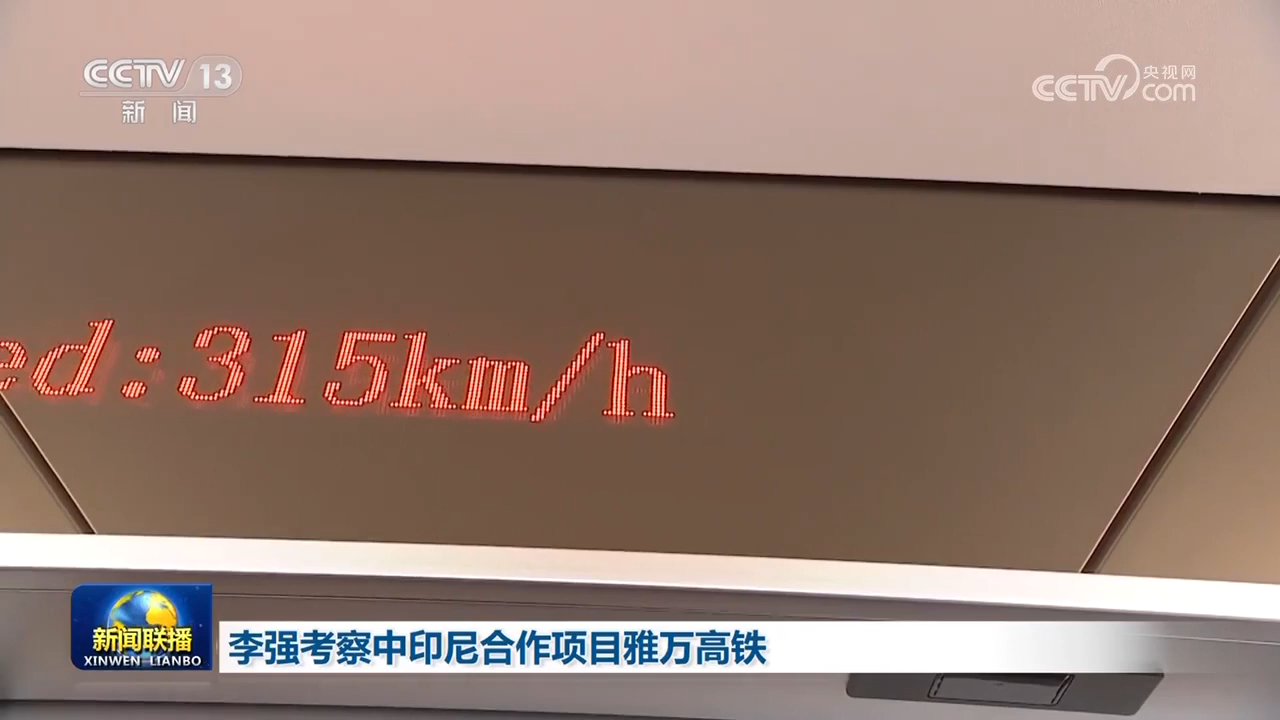 CCTV 13
新闻
央视网
CCTV.com
ed:315km/h
新闻联播
XINWEN LIANBO
李强考察中印尼合作项目雅万高铁